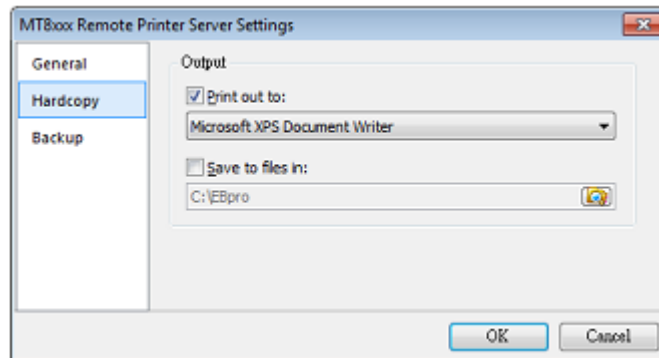 MT8xxx Remote Printer Server Settings
General
Hardcopy
Backup
Output
Print out to:
Microsoft XPS Document Writer
Save to files in:
C:\EBpro
OK
Cancel